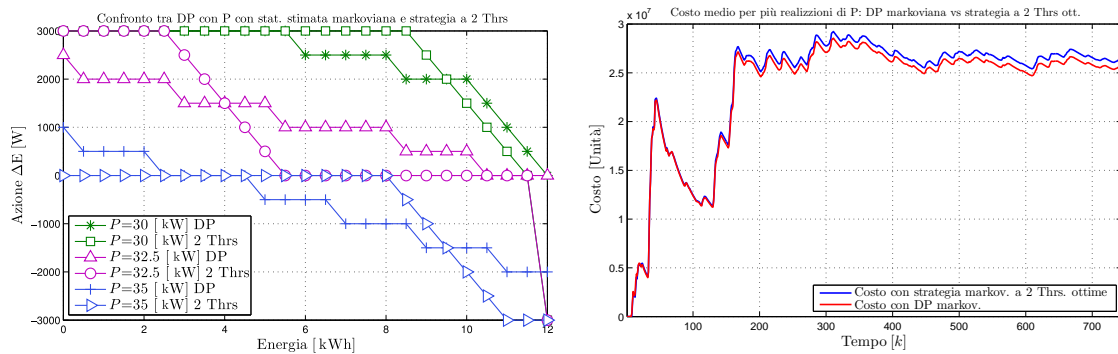 Confronto tra DP con P con stat. stimata markoviana e strategia a 2 Thrs
3000
2000
1000
0
−1000
−2000
−3000
Azione ΔE [W]
P=30 [ kW] DP
P=30 [ kW] 2 Thrs
P=32.5 [ kW] DP
P=32.5 [ kW] 2 Thrs
P=35 [ kW] DP
P=35 [ kW] 2 Thrs
0 2 4 6 8 10 12
Energia [ kWh]
Costo medio per più realizzioni di P: DP markoviana vs strategia a 2 Thrs ott.
3 x 10⁷
2.5
2
1.5
1
0.5
0
Costo [Unità]
Costo con strategia markov. a 2 Thrs. ottime
Costo con DP markov.
100 200 300 400 500 600 700
Tempo [k]